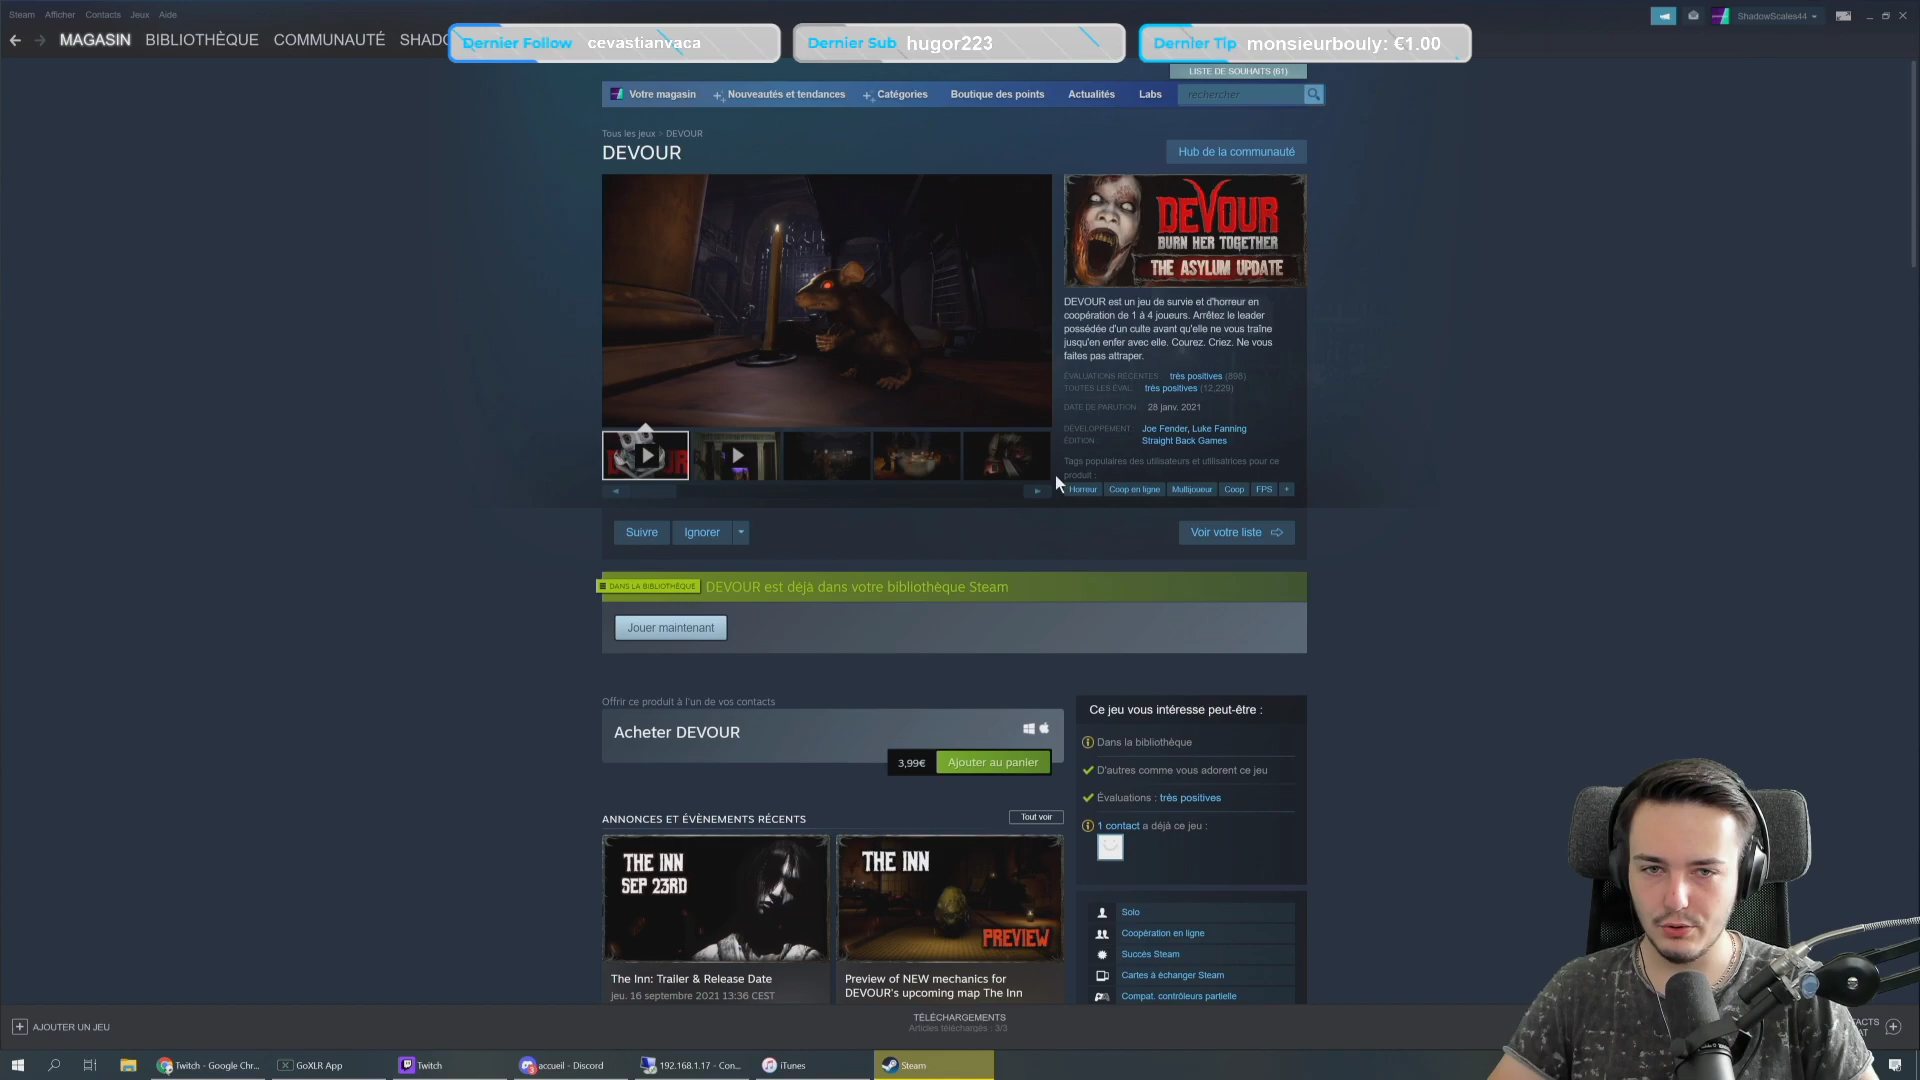 Steam Afficher Contacts Jeux Aide
ShadowScalea44
MAGASIN BIBLIOTHÈQUE COMMUNAUTÉ SHADO
Dernier Follow cevastianvaca
Dernier Sub hugor223
Dernier Tip monsieurbouly: €1.00
LISTE DE SOUHAITS (61)
Votre magasin Nouveautés et tendances Catégories Boutique des points Actualités Labs rechercher
Tous les jeux > DEVOUR
DEVOUR
Hub de la communauté
DEVOUR
BURN HER TOGETHER
THE ASYLUM UPDATE
DEVOUR est un jeu de survie et d'horreur en
coopération de 1 à 4 joueurs. Arrêtez le leader
possédée d'un culte avant qu'elle ne vous traîne
jusqu'en enfer avec elle. Courez. Criez. Ne vous
faites pas attraper.
ÉVALUATIONS RÉCENTES : très positives (898)
TOUTES LES ÉVAL. : très positives (12,229)
DATE DE PARUTION : 28 janv. 2021
DÉVELOPPEMENT : Joe Fender, Luke Fanning
ÉDITION : Straight Back Games
Tags populaires des utilisateurs et utilisatrices pour ce
produit :
Horreur Coop en ligne Multijoueur Coop FPS +
Suivre Ignorer
Voir votre liste
DANS LA BIBLIOTHÈQUE DEVOUR est déjà dans votre bibliothèque Steam
Jouer maintenant
Offrir ce produit à l'un de vos contacts
Acheter DEVOUR
3,99€ Ajouter au panier
Ce jeu vous intéresse peut-être :
Dans la bibliothèque
D'autres comme vous adorent ce jeu
Évaluations : très positives
1 contact a déjà ce jeu :
ANNONCES ET ÉVÈNEMENTS RÉCENTS Tout voir
THE INN
SEP 23RD
The Inn: Trailer & Release Date
jeu. 16 septembre 2021 13:36 CEST
THE INN
PREVIEW
Preview of NEW mechanics for
DEVOUR's upcoming map The Inn
Solo
Coopération en ligne
Succès Steam
Cartes à échanger Steam
Compat. contrôleurs partielle
AJOUTER UN JEU
TÉLÉCHARGEMENTS
Articles téléchargés : 3/3
TACTS
AT
Twitch - Google Chr... GoXLR App Twitch accueil - Discord 192.168.1.17 - Con... iTunes Steam